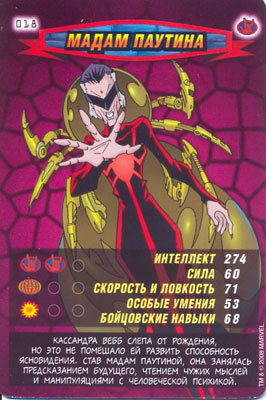 018
МАДАМ ПАУТИНА
ИНТЕЛЛЕКТ 274
СИЛА 60
СКОРОСТЬ И ЛОВКОСТЬ 71
ОСОБЫЕ УМЕНИЯ 53
БОЙЦОВСКИЕ НАВЫКИ 68
КАССАНДРА ВЕББ СЛЕПА ОТ РОЖДЕНИЯ,
НО ЭТО НЕ ПОМЕШАЛО ЕЙ РАЗВИТЬ СПОСОБНОСТЬ
ЯСНОВИДЕНИЯ. СТАВ МАДАМ ПАУТИНОЙ, ОНА ЗАНЯЛАСЬ
ПРЕДСКАЗАНИЕМ БУДУЩЕГО, ЧТЕНИЕМ ЧУЖИХ МЫСЛЕЙ
И МАНИПУЛЯЦИЯМИ С ЧЕЛОВЕЧЕСКОЙ ПСИХИКОЙ.
TM & © 2008 MARVEL